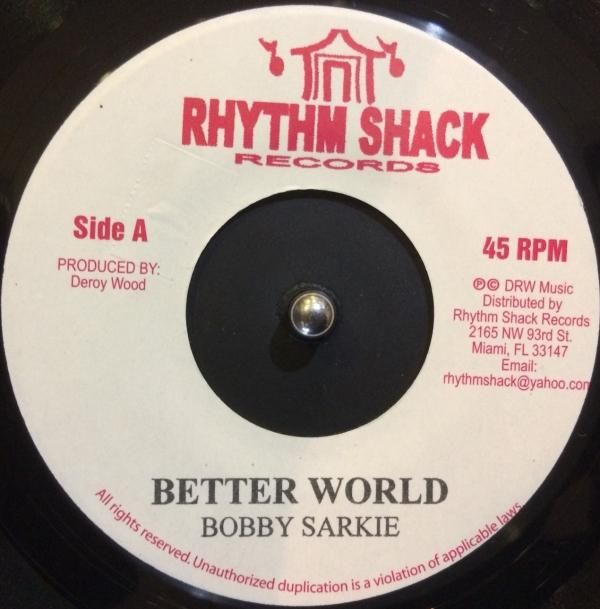 RHYTHM SHACK
RECORDS
Side A
PRODUCED BY:
Deroy Wood
45 RPM
℗© DRW Music
Distributed by
Rhythm Shack Records
2165 NW 93rd St.
Miami, FL 33147
Email:
rhythmshack@yahoo.com
BETTER WORLD
BOBBY SARKIE
All rights reserved. Unauthorized duplication is a violation of applicable laws.